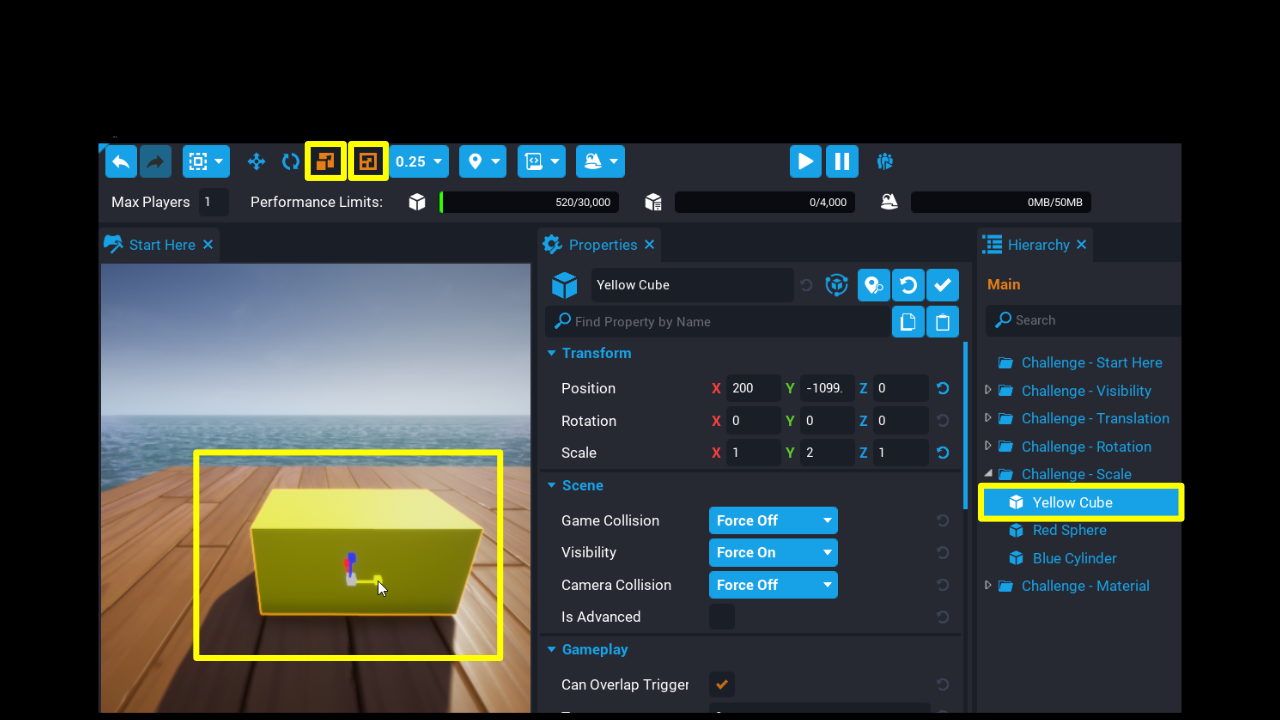 0.25
Max Players 1 Performance Limits: 520/30,000 0/4,000 0MB/50MB
Start Here
Properties
Hierarchy
Yellow Cube
Find Property by Name
Transform
Position X 200 Y -1099. Z 0
Rotation X 0 Y 0 Z 0
Scale X 1 Y 2 Z 1
Scene
Game Collision Force Off
Visibility Force On
Camera Collision Force Off
Is Advanced
Gameplay
Can Overlap Trigger
Main
Search
Challenge - Start Here
Challenge - Visibility
Challenge - Translation
Challenge - Rotation
Challenge - Scale
Yellow Cube
Red Sphere
Blue Cylinder
Challenge - Material